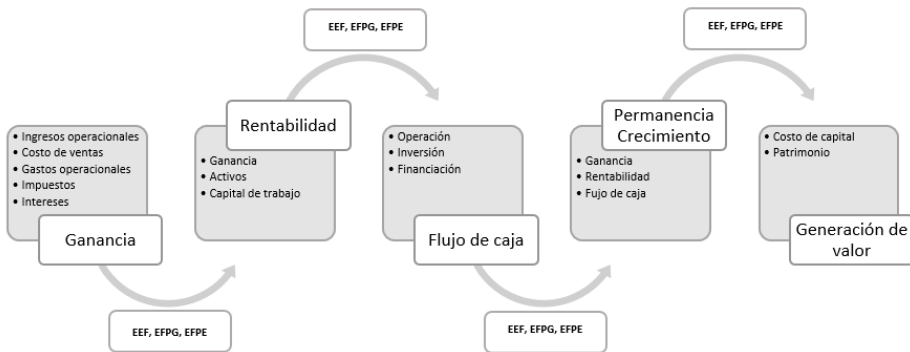 EEF, EFPG, EFPE
EEF, EFPG, EFPE
• Ingresos operacionales
• Costo de ventas
• Gastos operacionales
• Impuestos
• Intereses
Ganancia
Rentabilidad
• Ganancia
• Activos
• Capital de trabajo
• Operación
• Inversión
• Financiación
Flujo de caja
Permanencia
Crecimiento
• Ganancia
• Rentabilidad
• Fujo de caja
• Costo de capital
• Patrimonio
Generación de
valor
EEF, EFPG, EFPE
EEF, EFPG, EFPE